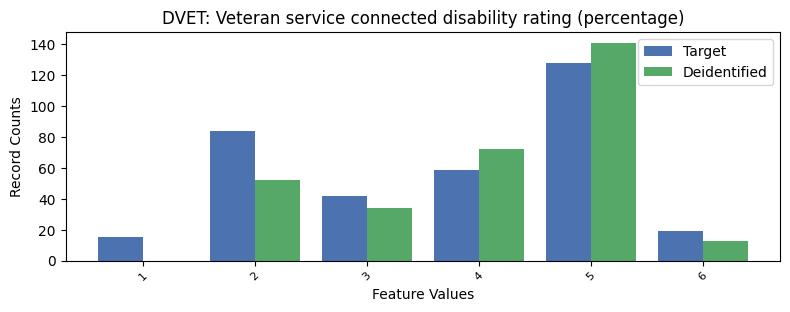 DVET: Veteran service connected disability rating (percentage)
Target
Deidentified
Record Counts
140
120
100
80
60
40
20
0
1 2 3 4 5 6
Feature Values